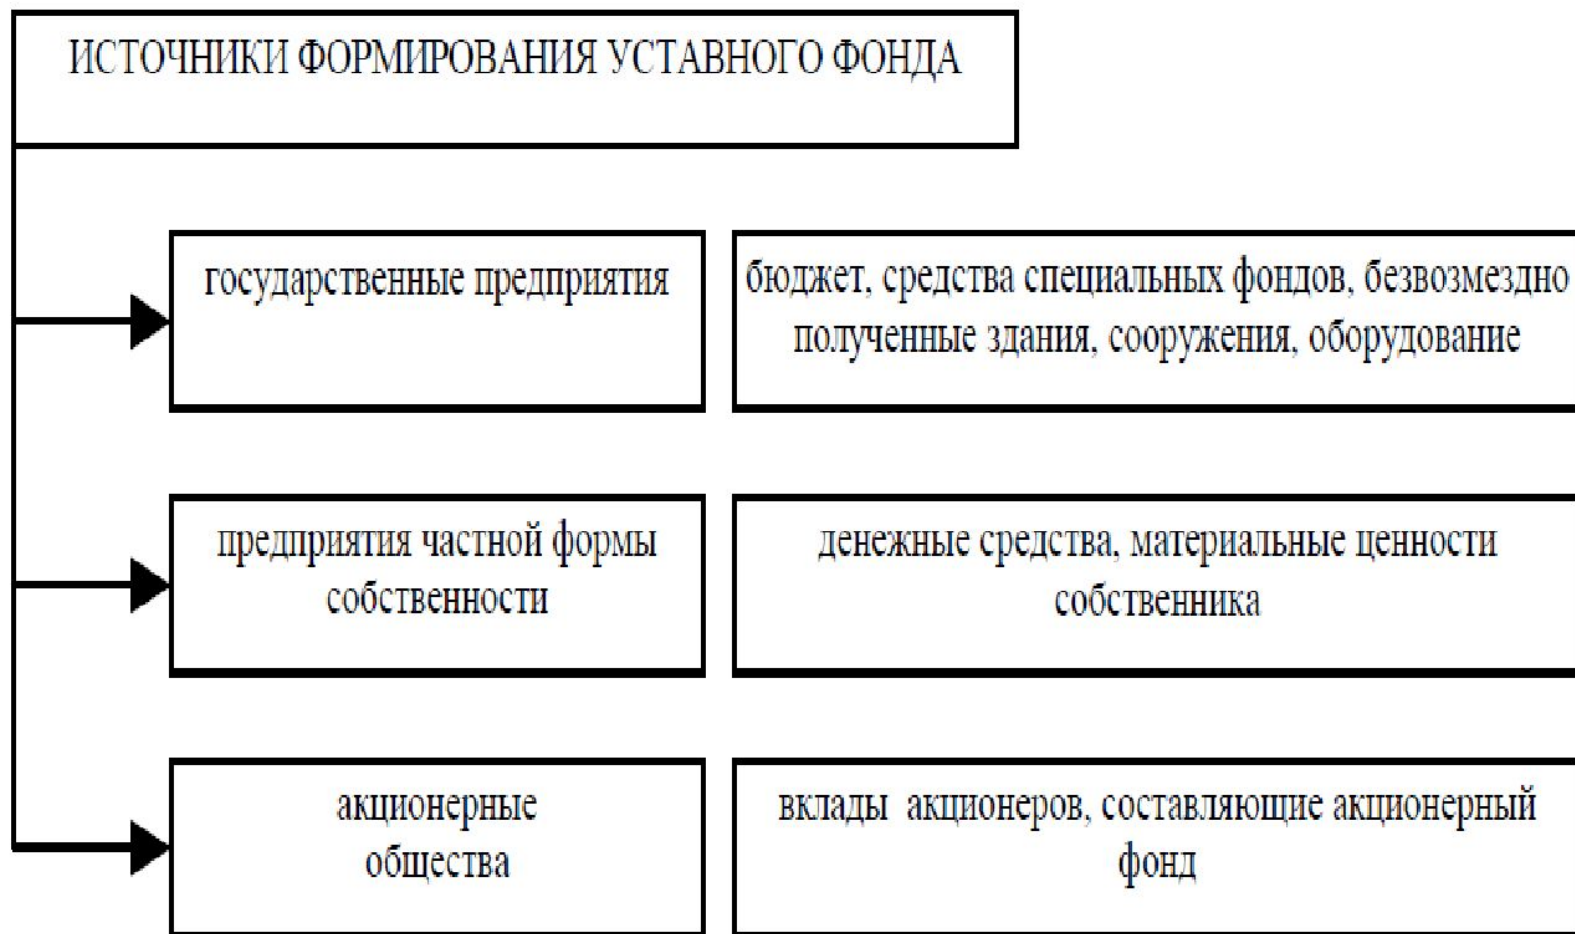 ИСТОЧНИКИ ФОРМИРОВАНИЯ УСТАВНОГО ФОНДА
государственные предприятия
бюджет, средства специальных фондов, безвозмездно
полученные здания, сооружения, оборудование
предприятия частной формы
собственности
денежные средства, материальные ценности
собственника
акционерные
общества
вклады акционеров, составляющие акционерный
фонд